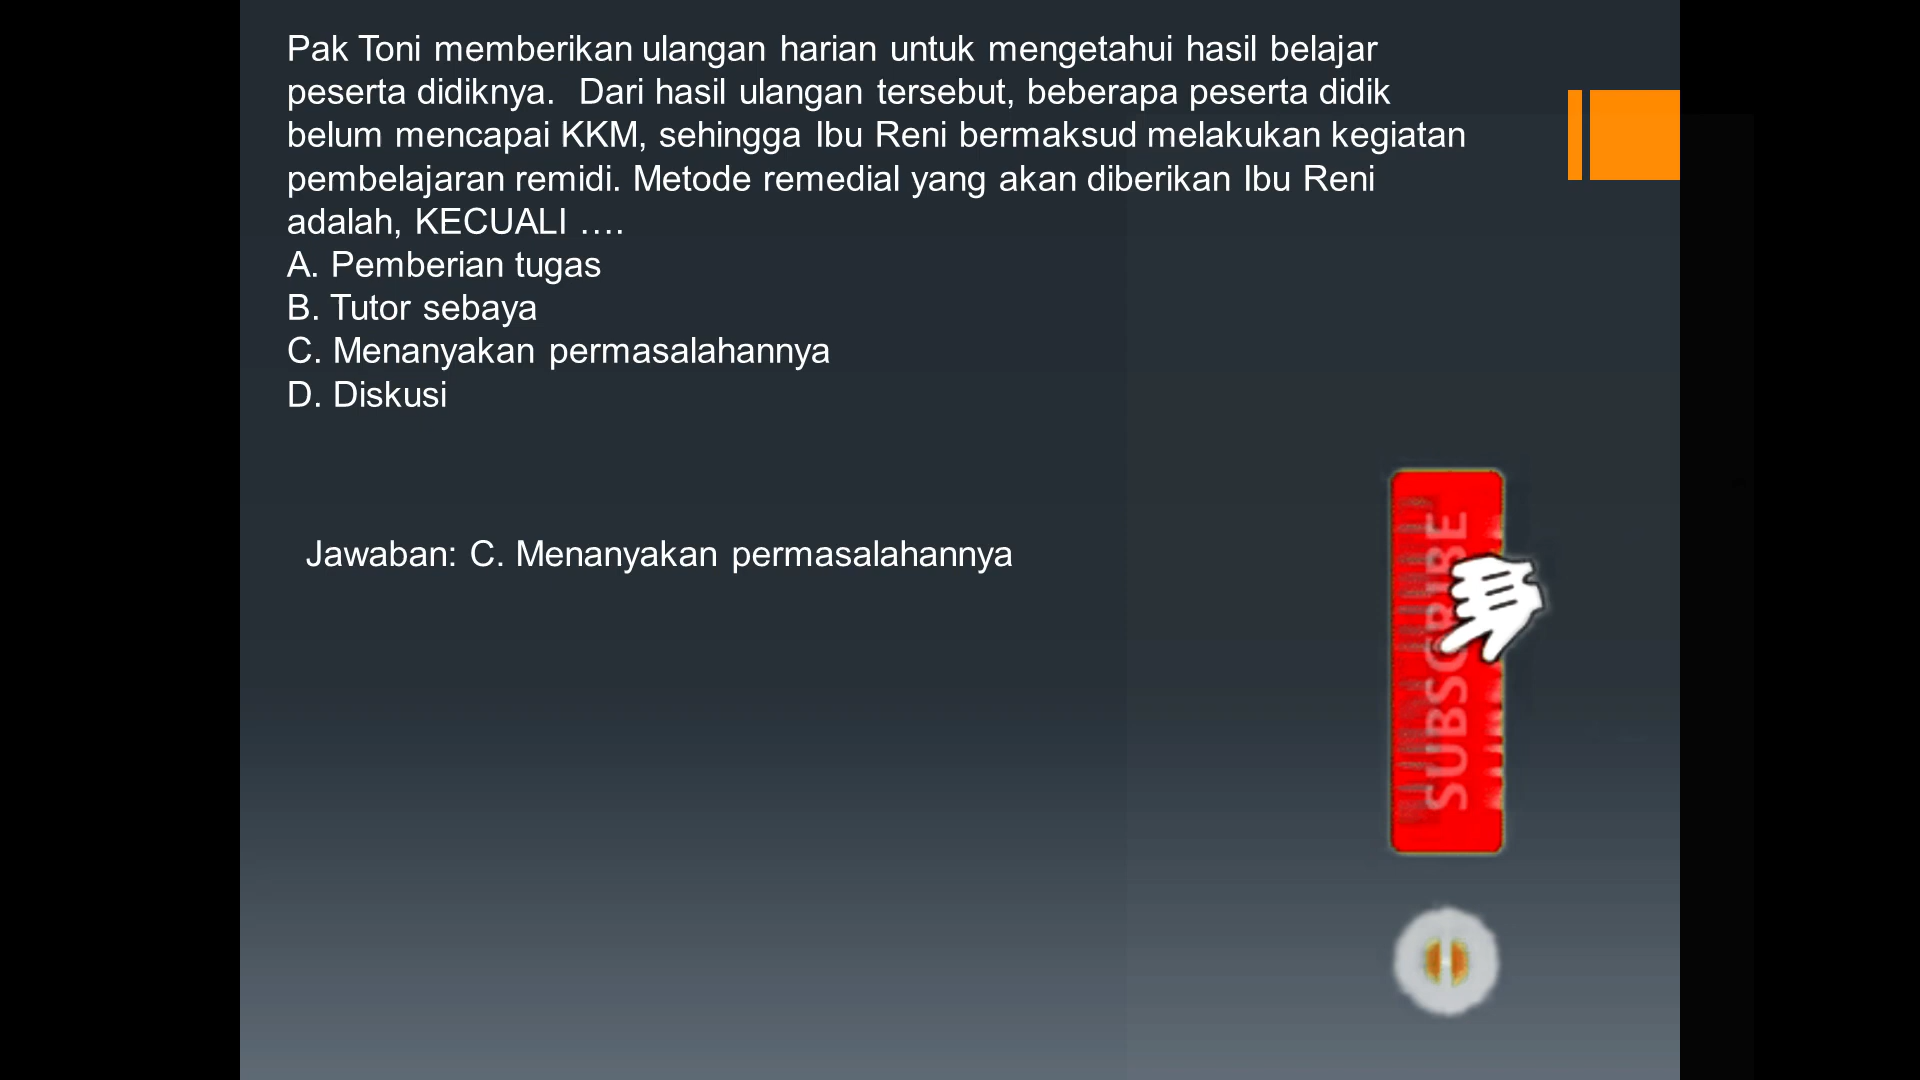 Pak Toni memberikan ulangan harian untuk mengetahui hasil belajar
peserta didiknya.  Dari hasil ulangan tersebut, beberapa peserta didik
belum mencapai KKM, sehingga Ibu Reni bermaksud melakukan kegiatan
pembelajaran remidi. Metode remedial yang akan diberikan Ibu Reni
adalah, KECUALI ....
A. Pemberian tugas
B. Tutor sebaya
C. Menanyakan permasalahannya
D. Diskusi
Jawaban: C. Menanyakan permasalahannya
SUBSCRIBE